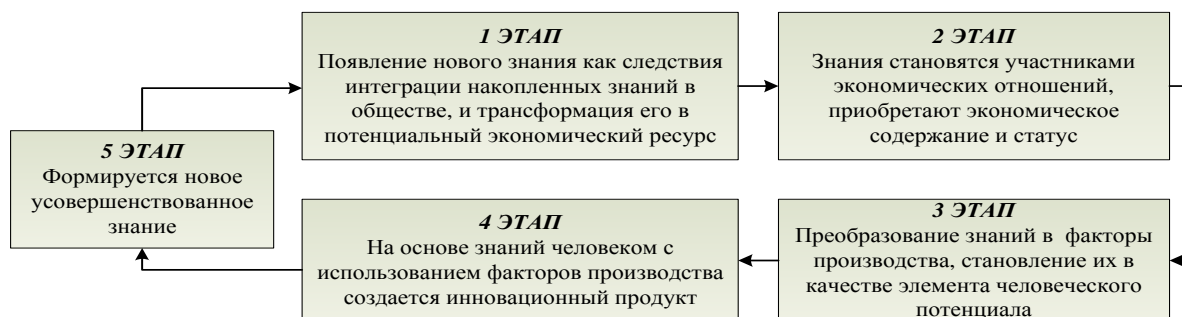 1 ЭТАП
Появление нового знания как следствия
интеграции накопленных знаний в
обществе, и трансформация его в
потенциальный экономический ресурс
2 ЭТАП
Знания становятся участниками
экономических отношений,
приобретают экономическое
содержание и статус
3 ЭТАП
Преобразование знаний в факторы
производства, становление их в
качестве элемента человеческого
потенциала
4 ЭТАП
На основе знаний человеком с
использованием факторов производства
создается инновационный продукт
5 ЭТАП
Формируется новое
усовершенствованное
знание